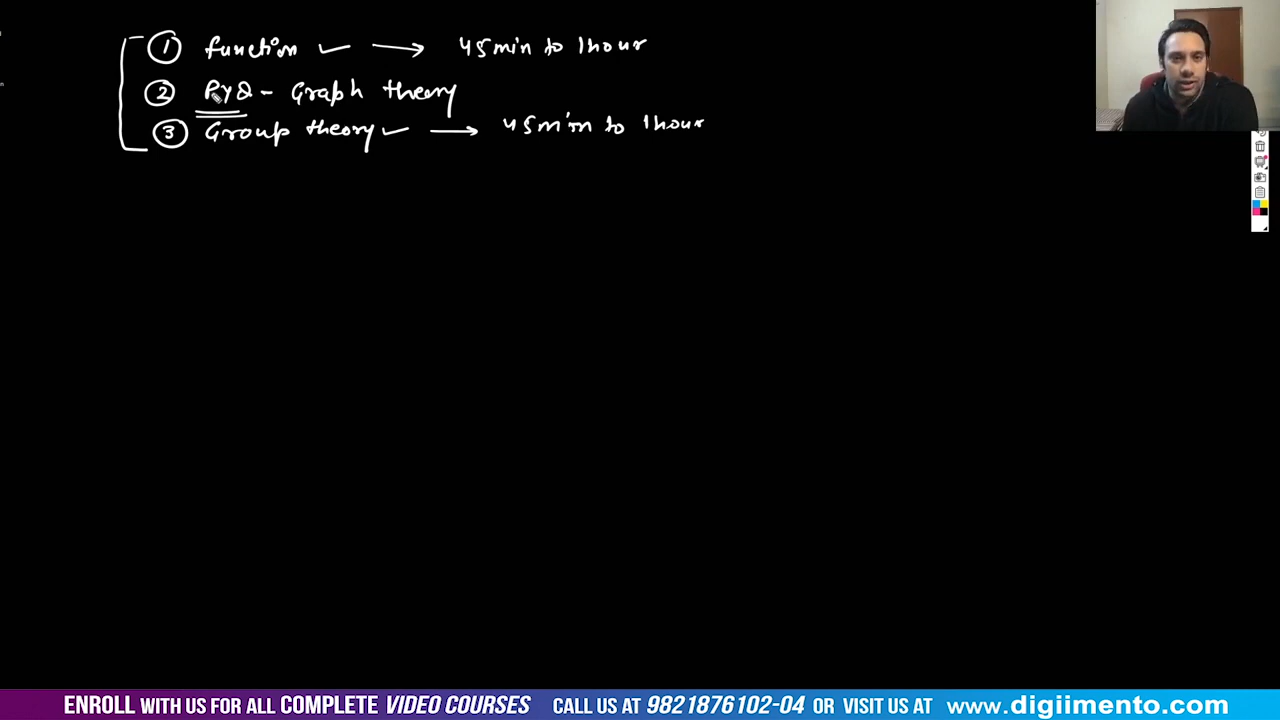 ① function ✓ → 45min to 1hour
② PYQ - Graph theory
③ Group theory ✓ → 45min to 1hour
ENROLL WITH US FOR ALL COMPLETE VIDEO COURSES CALL US AT 9821876102-04 OR VISIT US AT www.digiimento.com